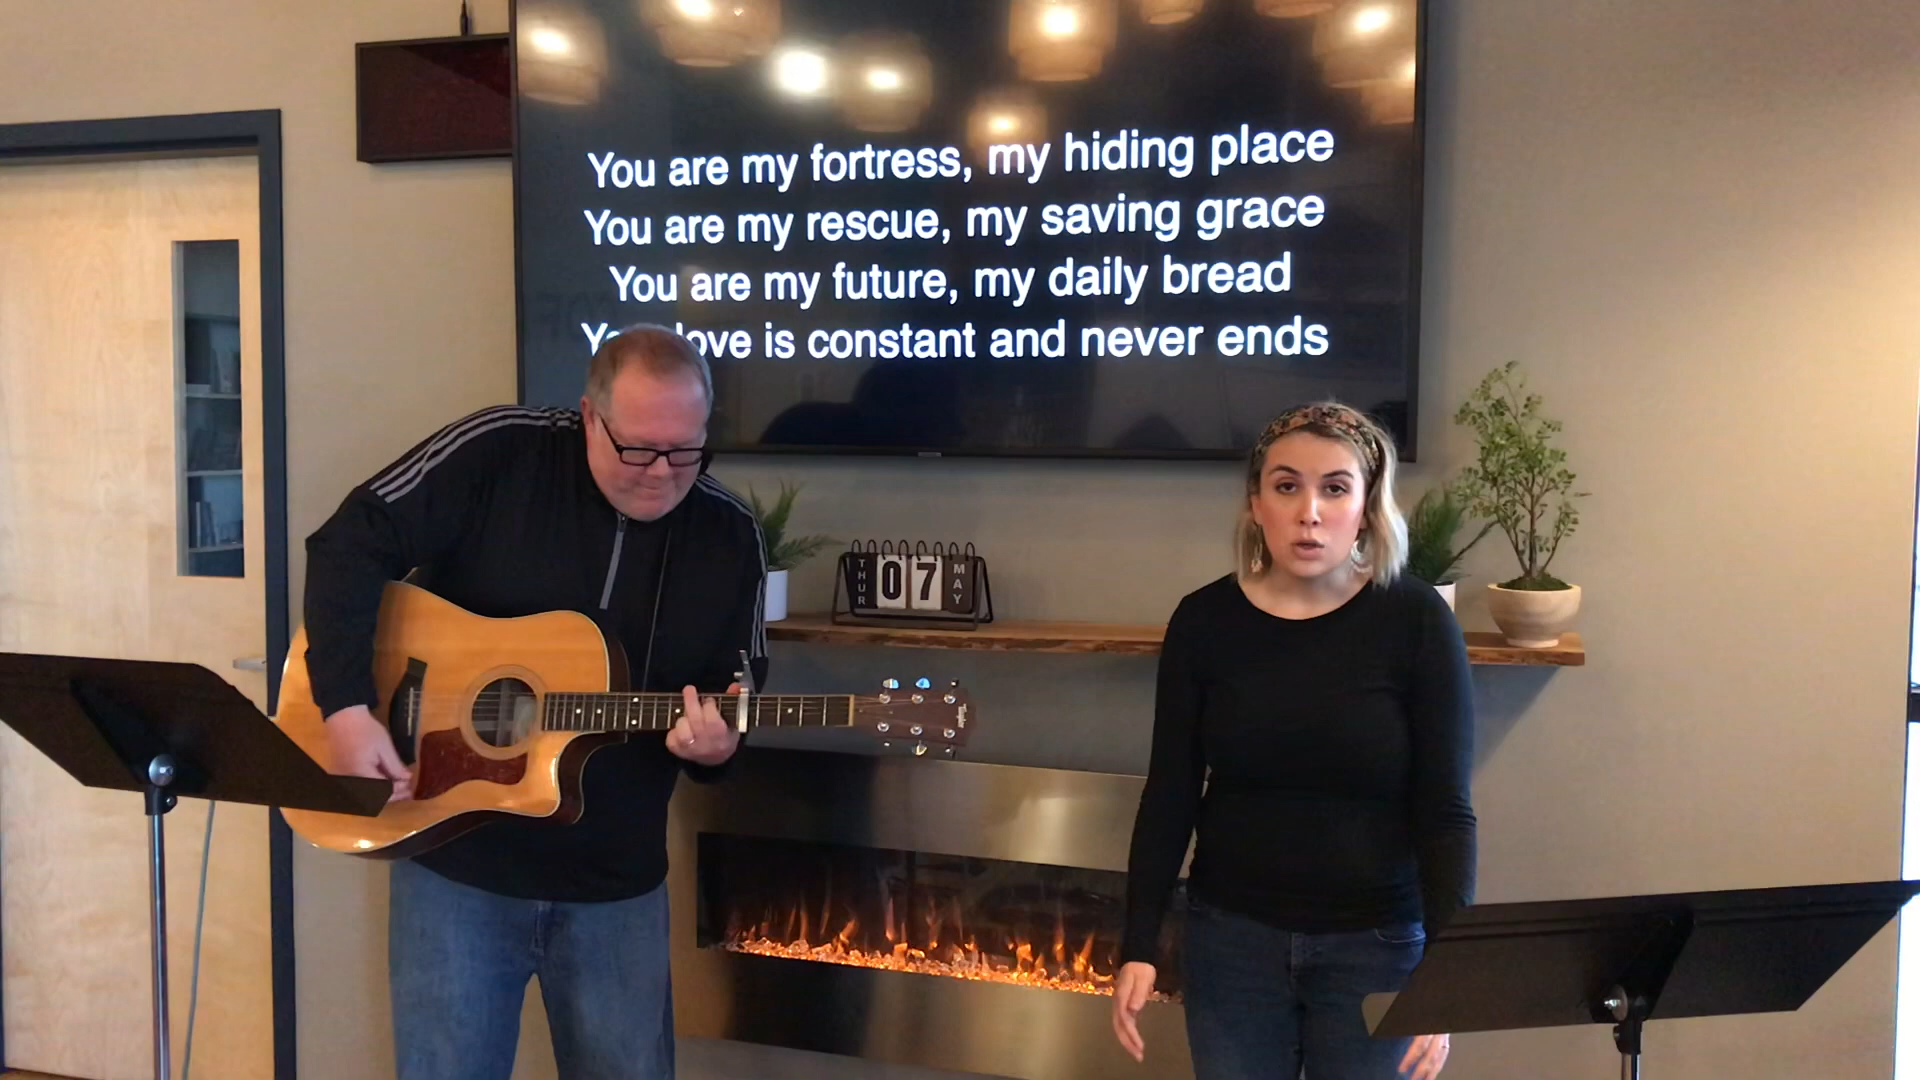 You are my fortress, my hiding place
You are my rescue, my saving grace
You are my future, my daily bread
love is constant and never ends
THUR 07 MAY
Taylor